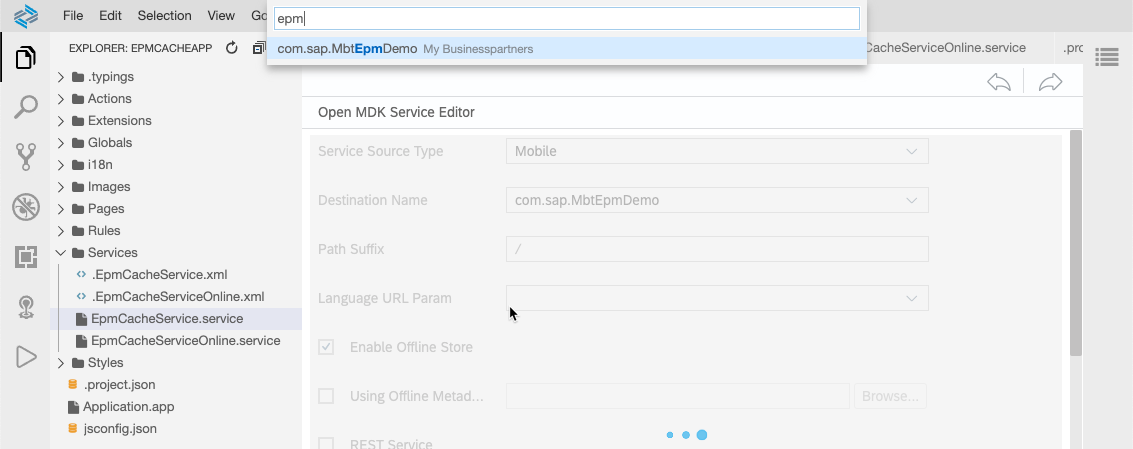 File Edit Selection View Go
epm
com.sap.MbtEpmDemo My Businesspartners
EXPLORER: EPMCACHEAPP
CacheServiceOnline.service
.prc
.typings
Actions
Extensions
Globals
i18n
Images
Pages
Rules
Services
.EpmCacheService.xml
.EpmCacheServiceOnline.xml
EpmCacheService.service
EpmCacheServiceOnline.service
Styles
.project.json
Application.app
jsconfig.json
Open MDK Service Editor
Service Source Type Mobile
Destination Name com.sap.MbtEpmDemo
Path Suffix /
Language URL Param
Enable Offline Store
Using Offline Metad... Browse...
REST Service